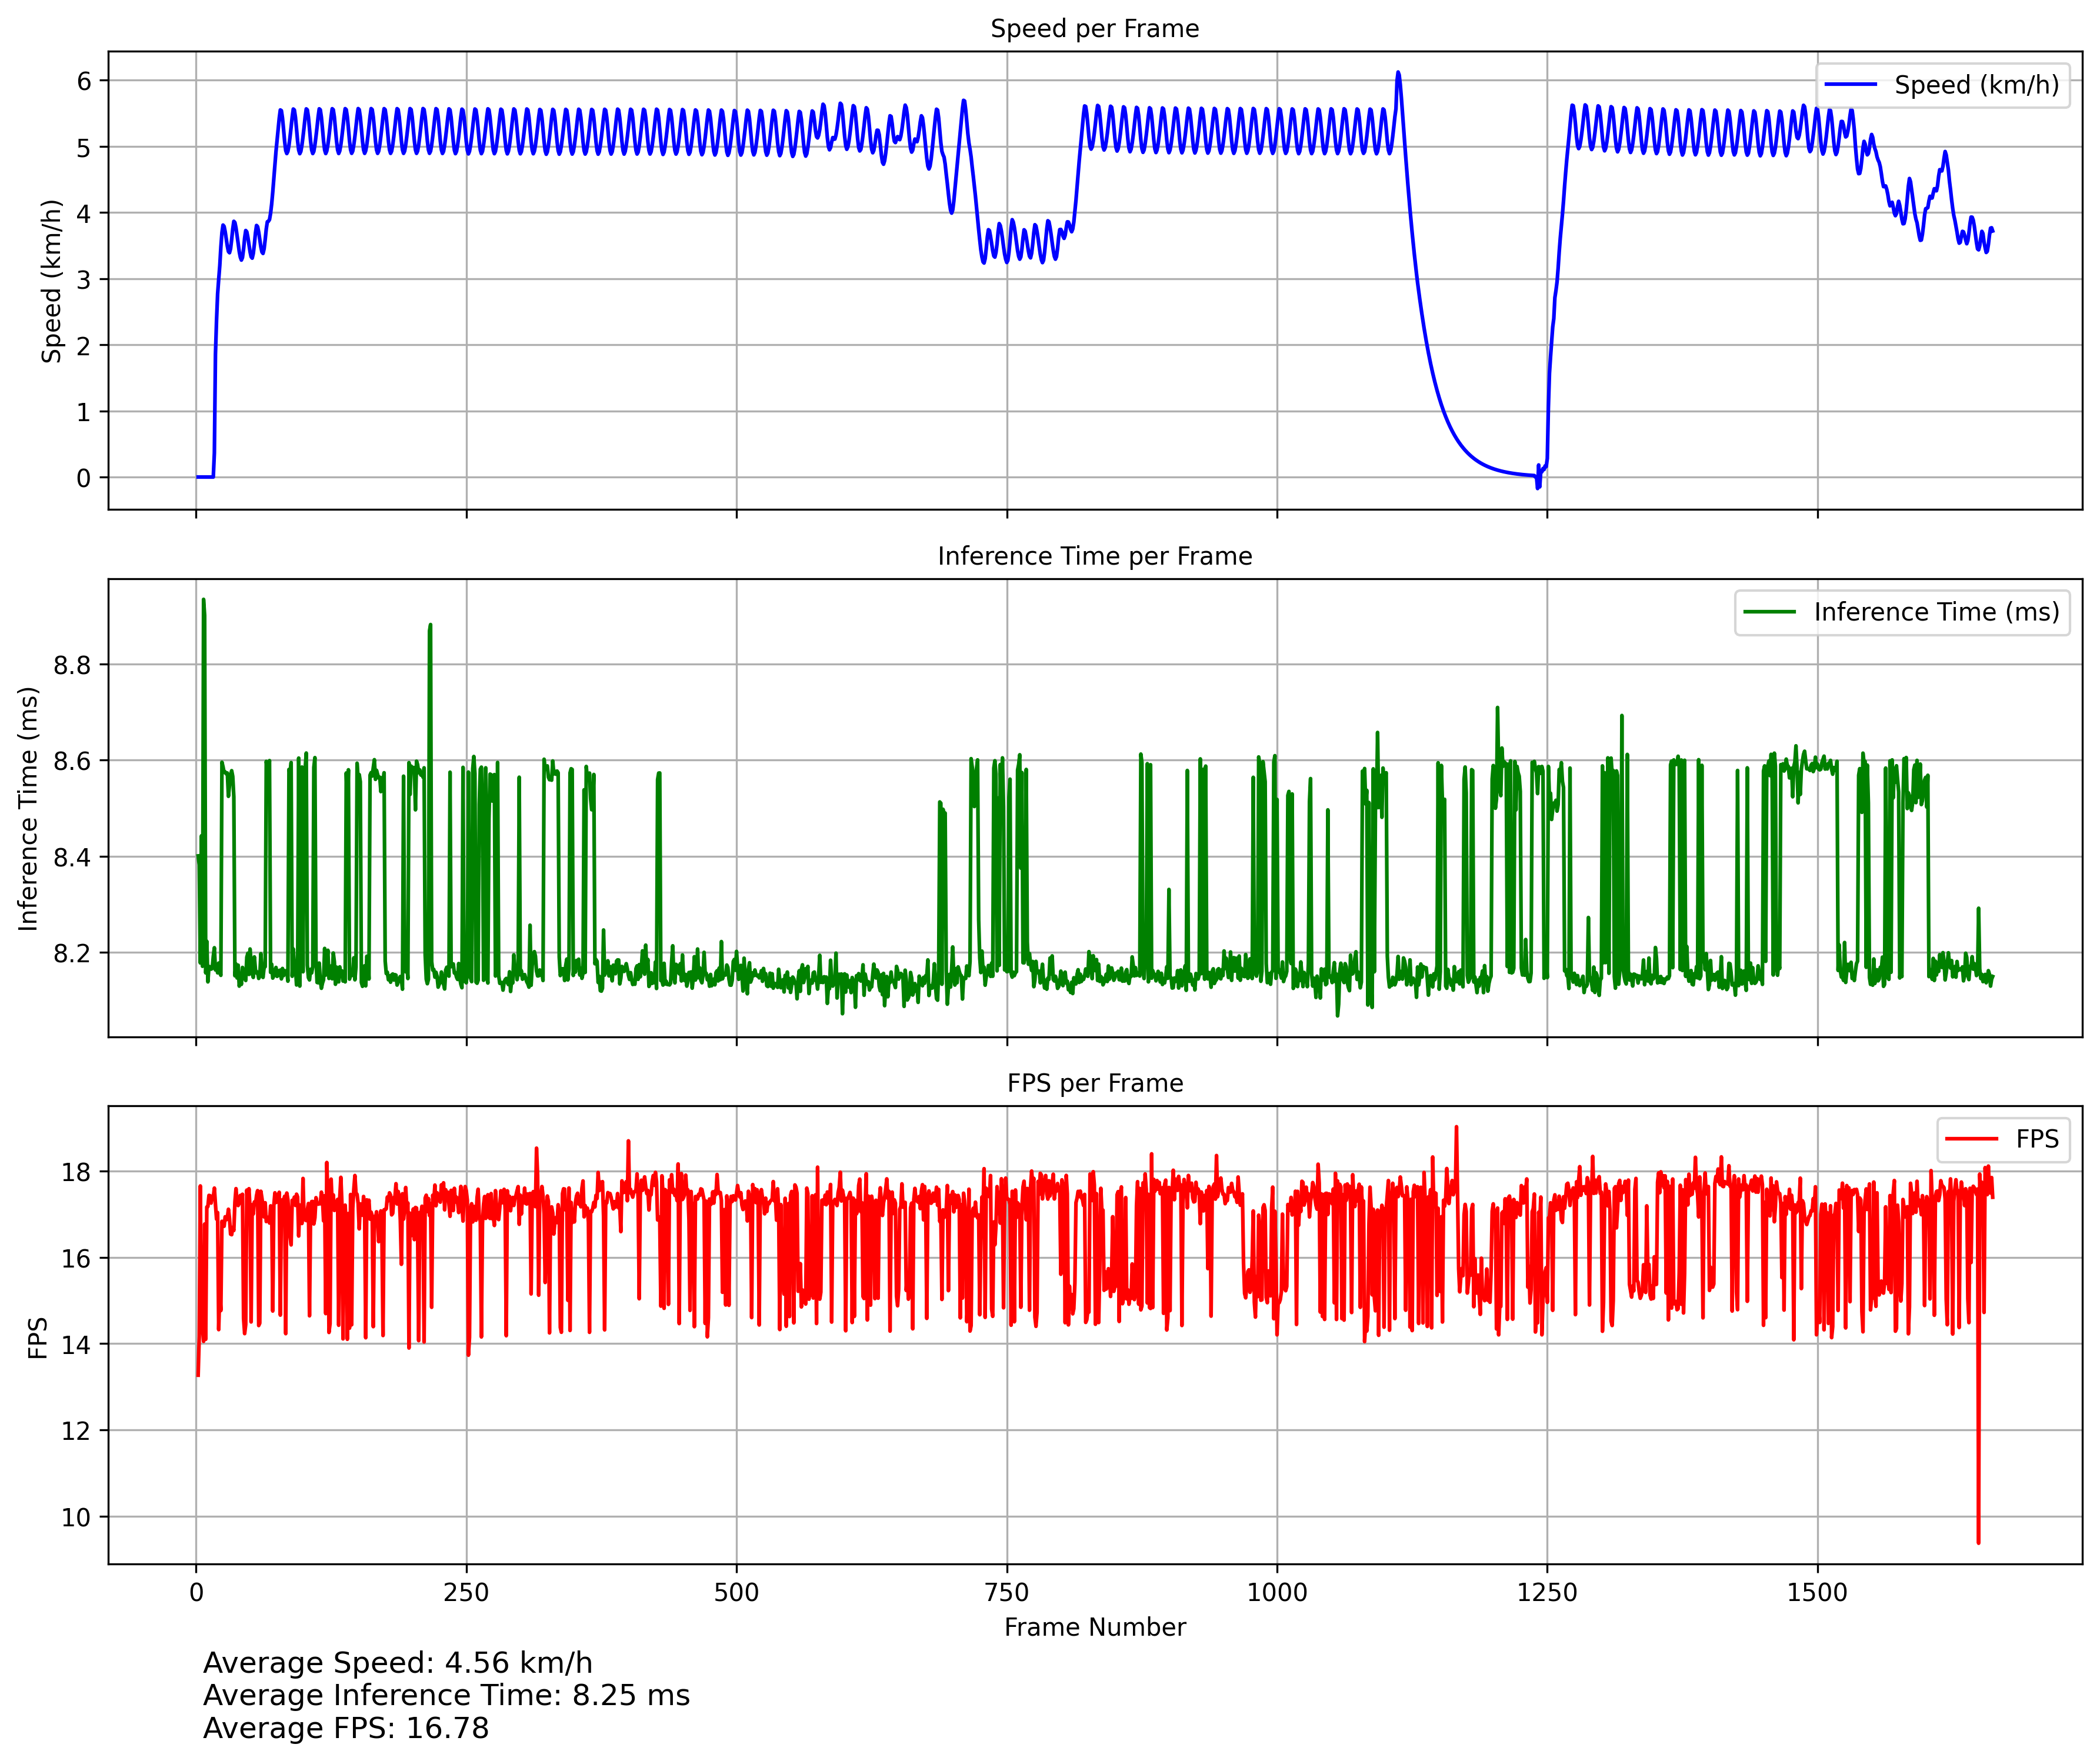 Speed per Frame
6
5
4
3
2
1
0
Speed (km/h)
Speed (km/h)
Inference Time per Frame
8.8
8.6
8.4
8.2
Inference Time (ms)
Inference Time (ms)
FPS per Frame
18
16
14
12
10
FPS
FPS
0 250 500 750 1000 1250 1500
Frame Number
Average Speed: 4.56 km/h
Average Inference Time: 8.25 ms
Average FPS: 16.78